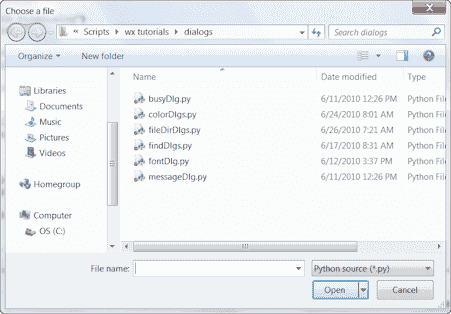 Choose a file
« Scripts ▸ wx tutorials ▸ dialogs
Search dialogs
Organize ▾ New folder
Name Date modified Type
Libraries
Documents
Music
Pictures
Videos
Homegroup
Computer
OS (C:)
busyDlg.py 6/11/2010 12:26 PM Python File
colorDlgs.py 6/24/2010 8:01 AM Python File
fileDirDlgs.py 6/26/2010 7:21 AM Python File
findDlgs.py 6/17/2010 8:31 AM Python File
fontDlg.py 6/12/2010 3:37 PM Python File
messageDlg.py 6/11/2010 12:26 PM Python File
File name:
Python source (*.py)
Open Cancel